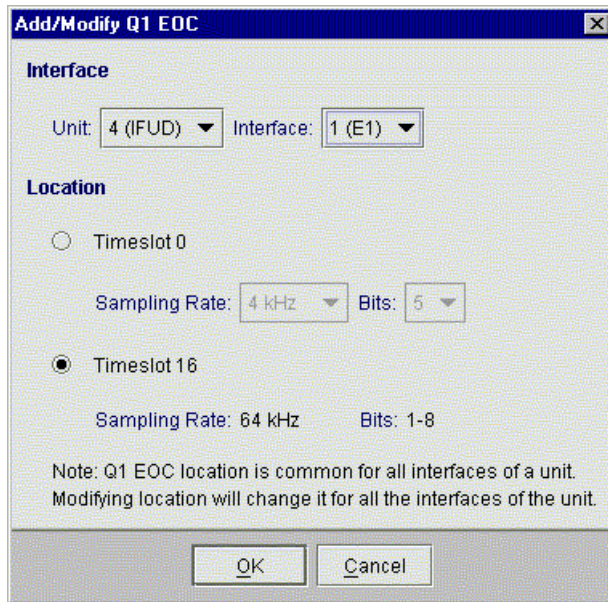 Add/Modify Q1 EOC
Interface
Unit: 4 (IFUD) Interface: 1 (E1)
Location
Timeslot 0
Sampling Rate: 4 kHz Bits: 5
Timeslot 16
Sampling Rate: 64 kHz Bits: 1-8
Note: Q1 EOC location is common for all interfaces of a unit.
Modifying location will change it for all the interfaces of the unit.
OK Cancel